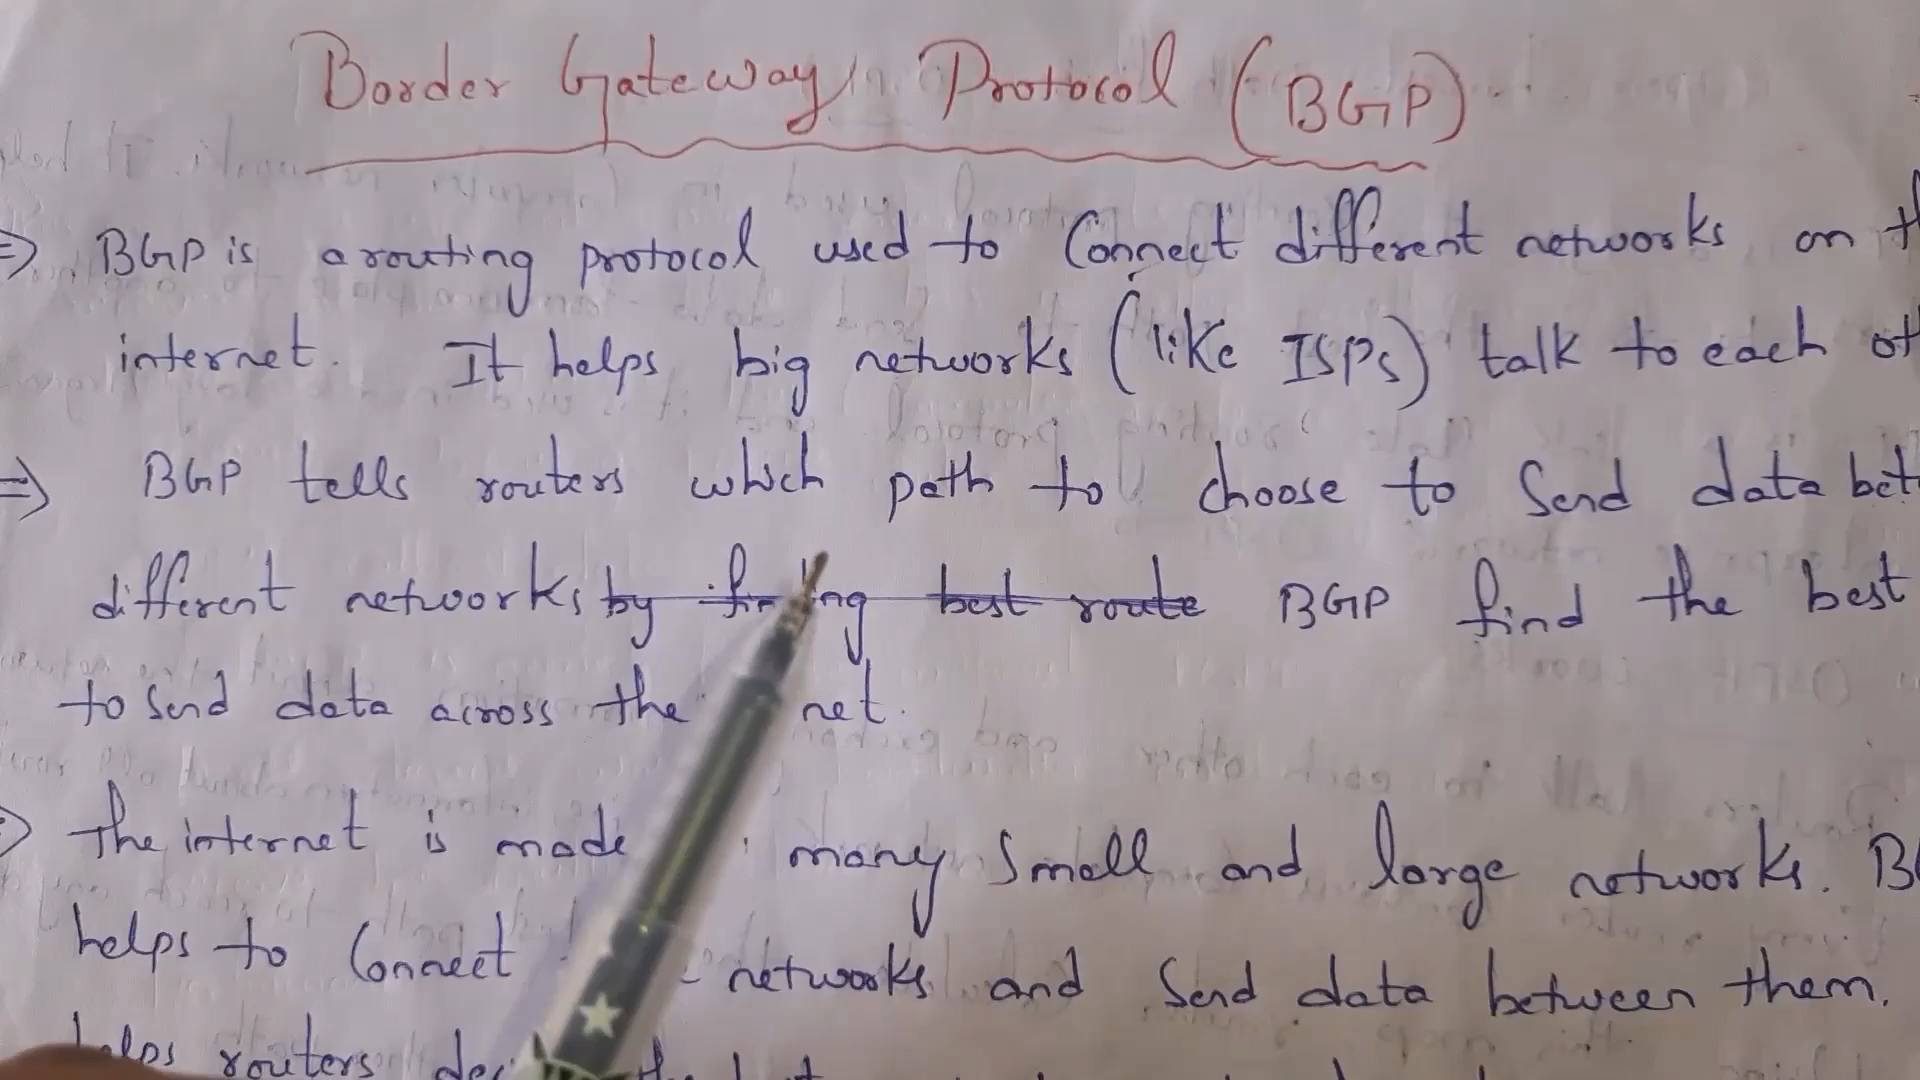 Border Gateway Protocol (BGP)
=> BGP is a routing protocol used to Connect different networks on
internet. It helps big networks (like ISPs) talk to each
=> BGP tells routers which path to choose to Send data bet
different networks by finding best route BGP find the best
to send data across the net.
=> The internet is made many small and large networks.
helps to Connect networks and Send data between them.
helps routers